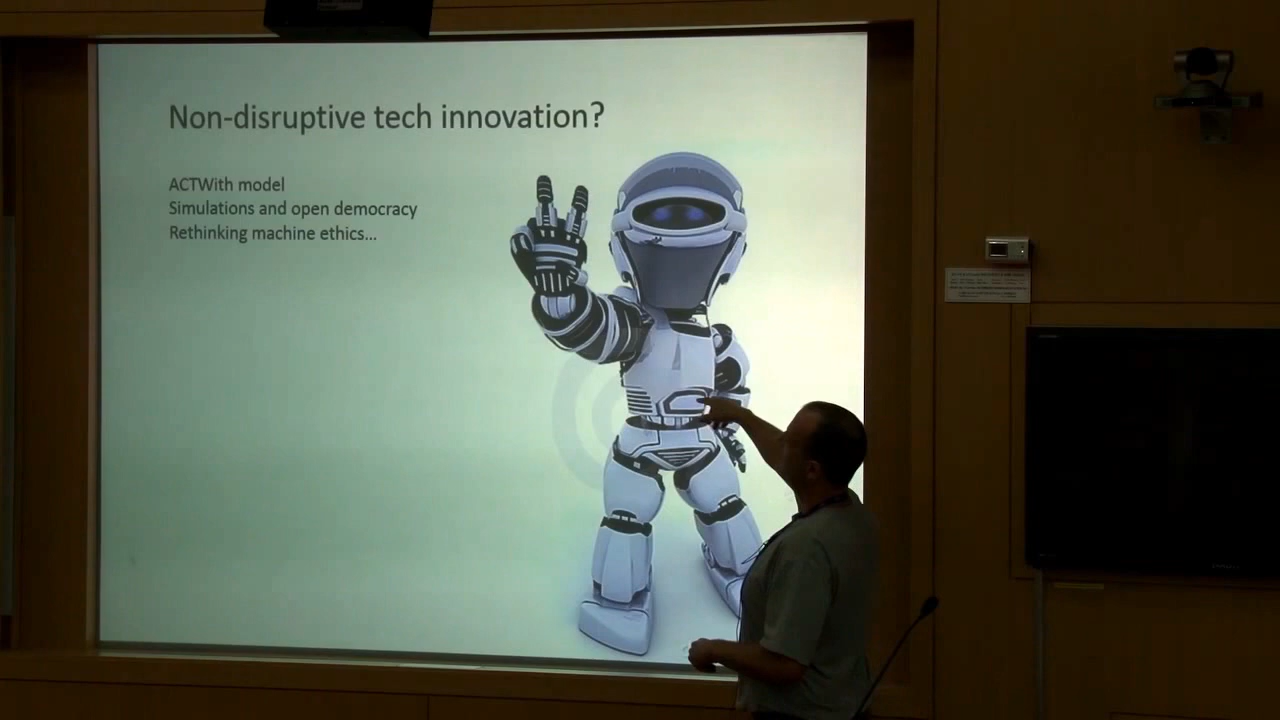 Non-disruptive tech innovation?
ACTWith model
Simulations and open democracy
Rethinking machine ethics...